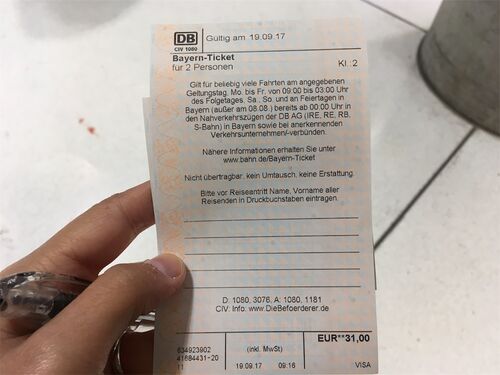 DB Gültig am 19.09.17
CIV 1080
Bayern-Ticket
für 2 Personen Kl.:2
Gilt für beliebig viele Fahrten am angegebenen
Geltungstag, Mo. bis Fr. von 09:00 bis 03:00 Uhr
des Folgetages, Sa., So. und an Feiertagen in
Bayern (außer am 08.08.) bereits ab 00:00 Uhr in
den Nahverkehrszügen der DB AG (IRE, RE, RB,
S-Bahn) in Bayern sowie bei anerkennenden
Verkehrsunternehmen/-verbünden.
Nähere Informationen erhalten Sie unter
www.bahn.de/Bayern-Ticket
Nicht übertragbar, kein Umtausch, keine Erstattung.
Bitte vor Reiseantritt Name, Vorname aller
Reisenden in Druckbuchstaben eintragen.
D: 1080, 3076, A: 1080, 1181
CIV: Info: www.DieBefoerderer.de
EUR**31,00
634923902 (inkl. MwSt)
41684431-20
11 19.09.17 09:16 VISA